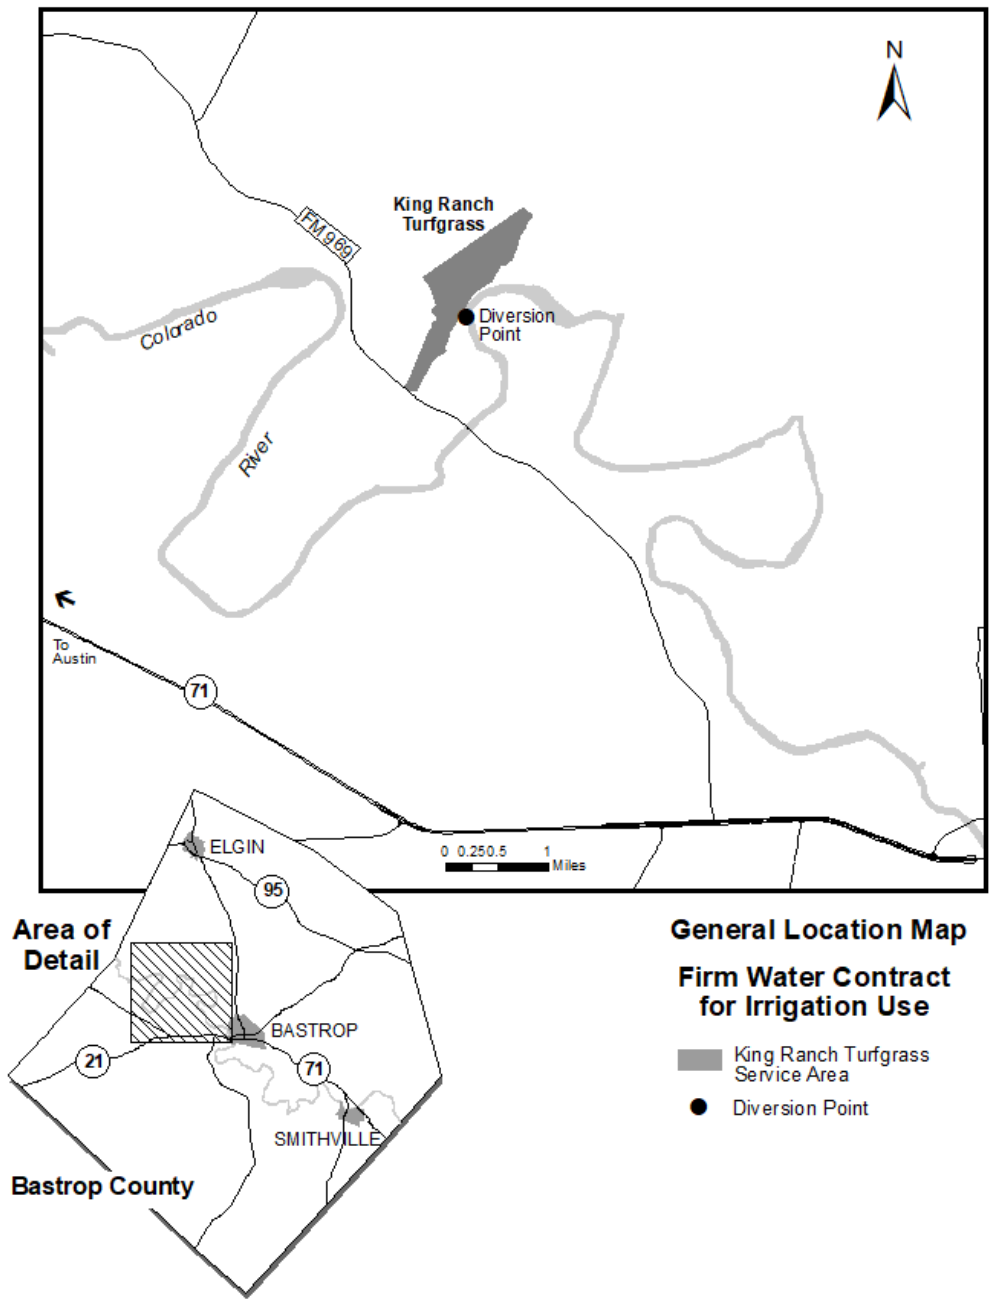 N
King Ranch
Turfgrass
FM 969
Diversion
Point
Colorado
River
To
Austin
71
0 0.25 0.5 1
Miles
ELGIN
95
Area of
Detail
BASTROP
21
71
SMITHVILLE
Bastrop County
General Location Map
Firm Water Contract
for Irrigation Use
King Ranch Turfgrass
Service Area
Diversion Point